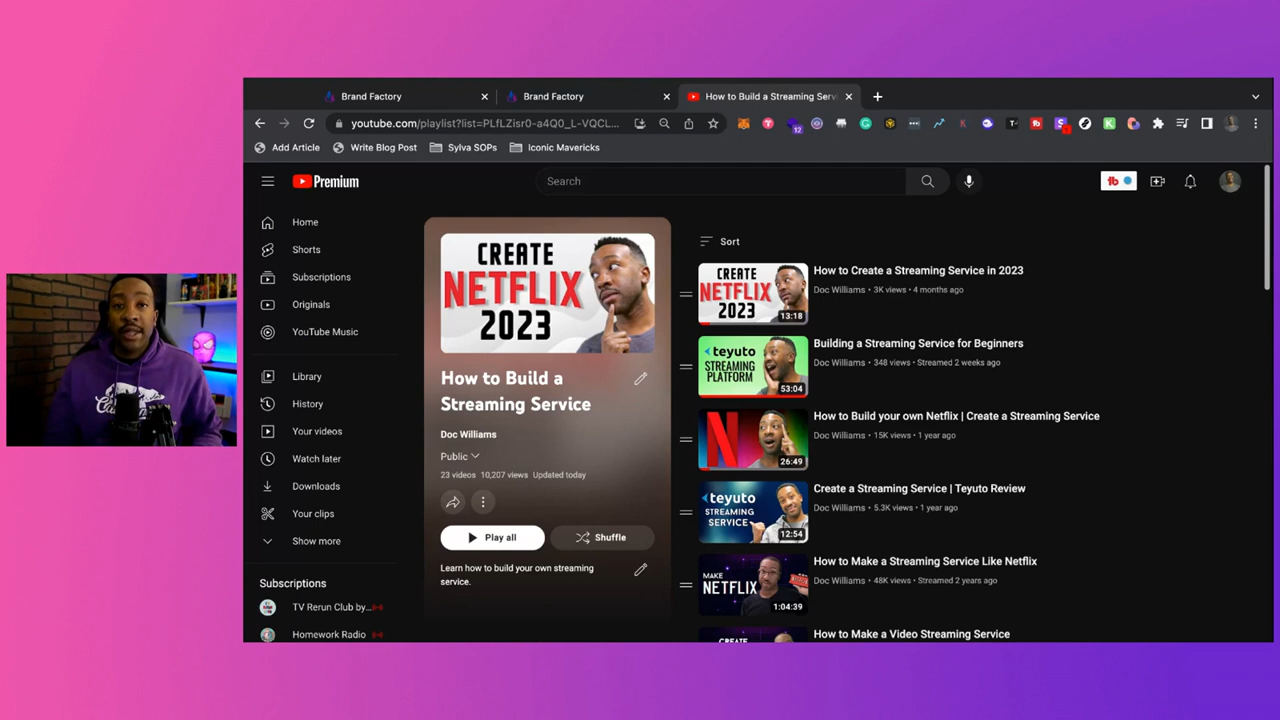 Brand Factory
Brand Factory
How to Build a Streaming Serv
youtube.com/playlist?list=PLfLZisr0-a4Q0_L-VQCL...
12
Add Article
Write Blog Post
Sylva SOPs
Iconic Mavericks
Premium
Search
Home
Shorts
Subscriptions
Originals
YouTube Music
Library
History
Your videos
Watch later
Downloads
Your clips
Show more
Subscriptions
TV Rerun Club by...
Homework Radio
CREATE
NETFLIX
2023
How to Build a
Streaming Service
Doc Williams
Public
23 videos 10,207 views Updated today
Play all
Shuffle
Learn how to build your own streaming
service.
Sort
CREATE
NETFLIX
2023
13:18
How to Create a Streaming Service in 2023
Doc Williams • 3K views • 4 months ago
teyuto
STREAMING
PLATFORM
53:04
Building a Streaming Service for Beginners
Doc Williams • 348 views • Streamed 2 weeks ago
26:49
How to Build your own Netflix | Create a Streaming Service
Doc Williams • 15K views • 1 year ago
teyuto
STREAMING
SERVICE
12:54
Create a Streaming Service | Teyuto Review
Doc Williams • 5.3K views • 1 year ago
MAKE
NETFLIX
1:04:39
How to Make a Streaming Service Like Netflix
Doc Williams • 48K views • Streamed 2 years ago
How to Make a Video Streaming Service